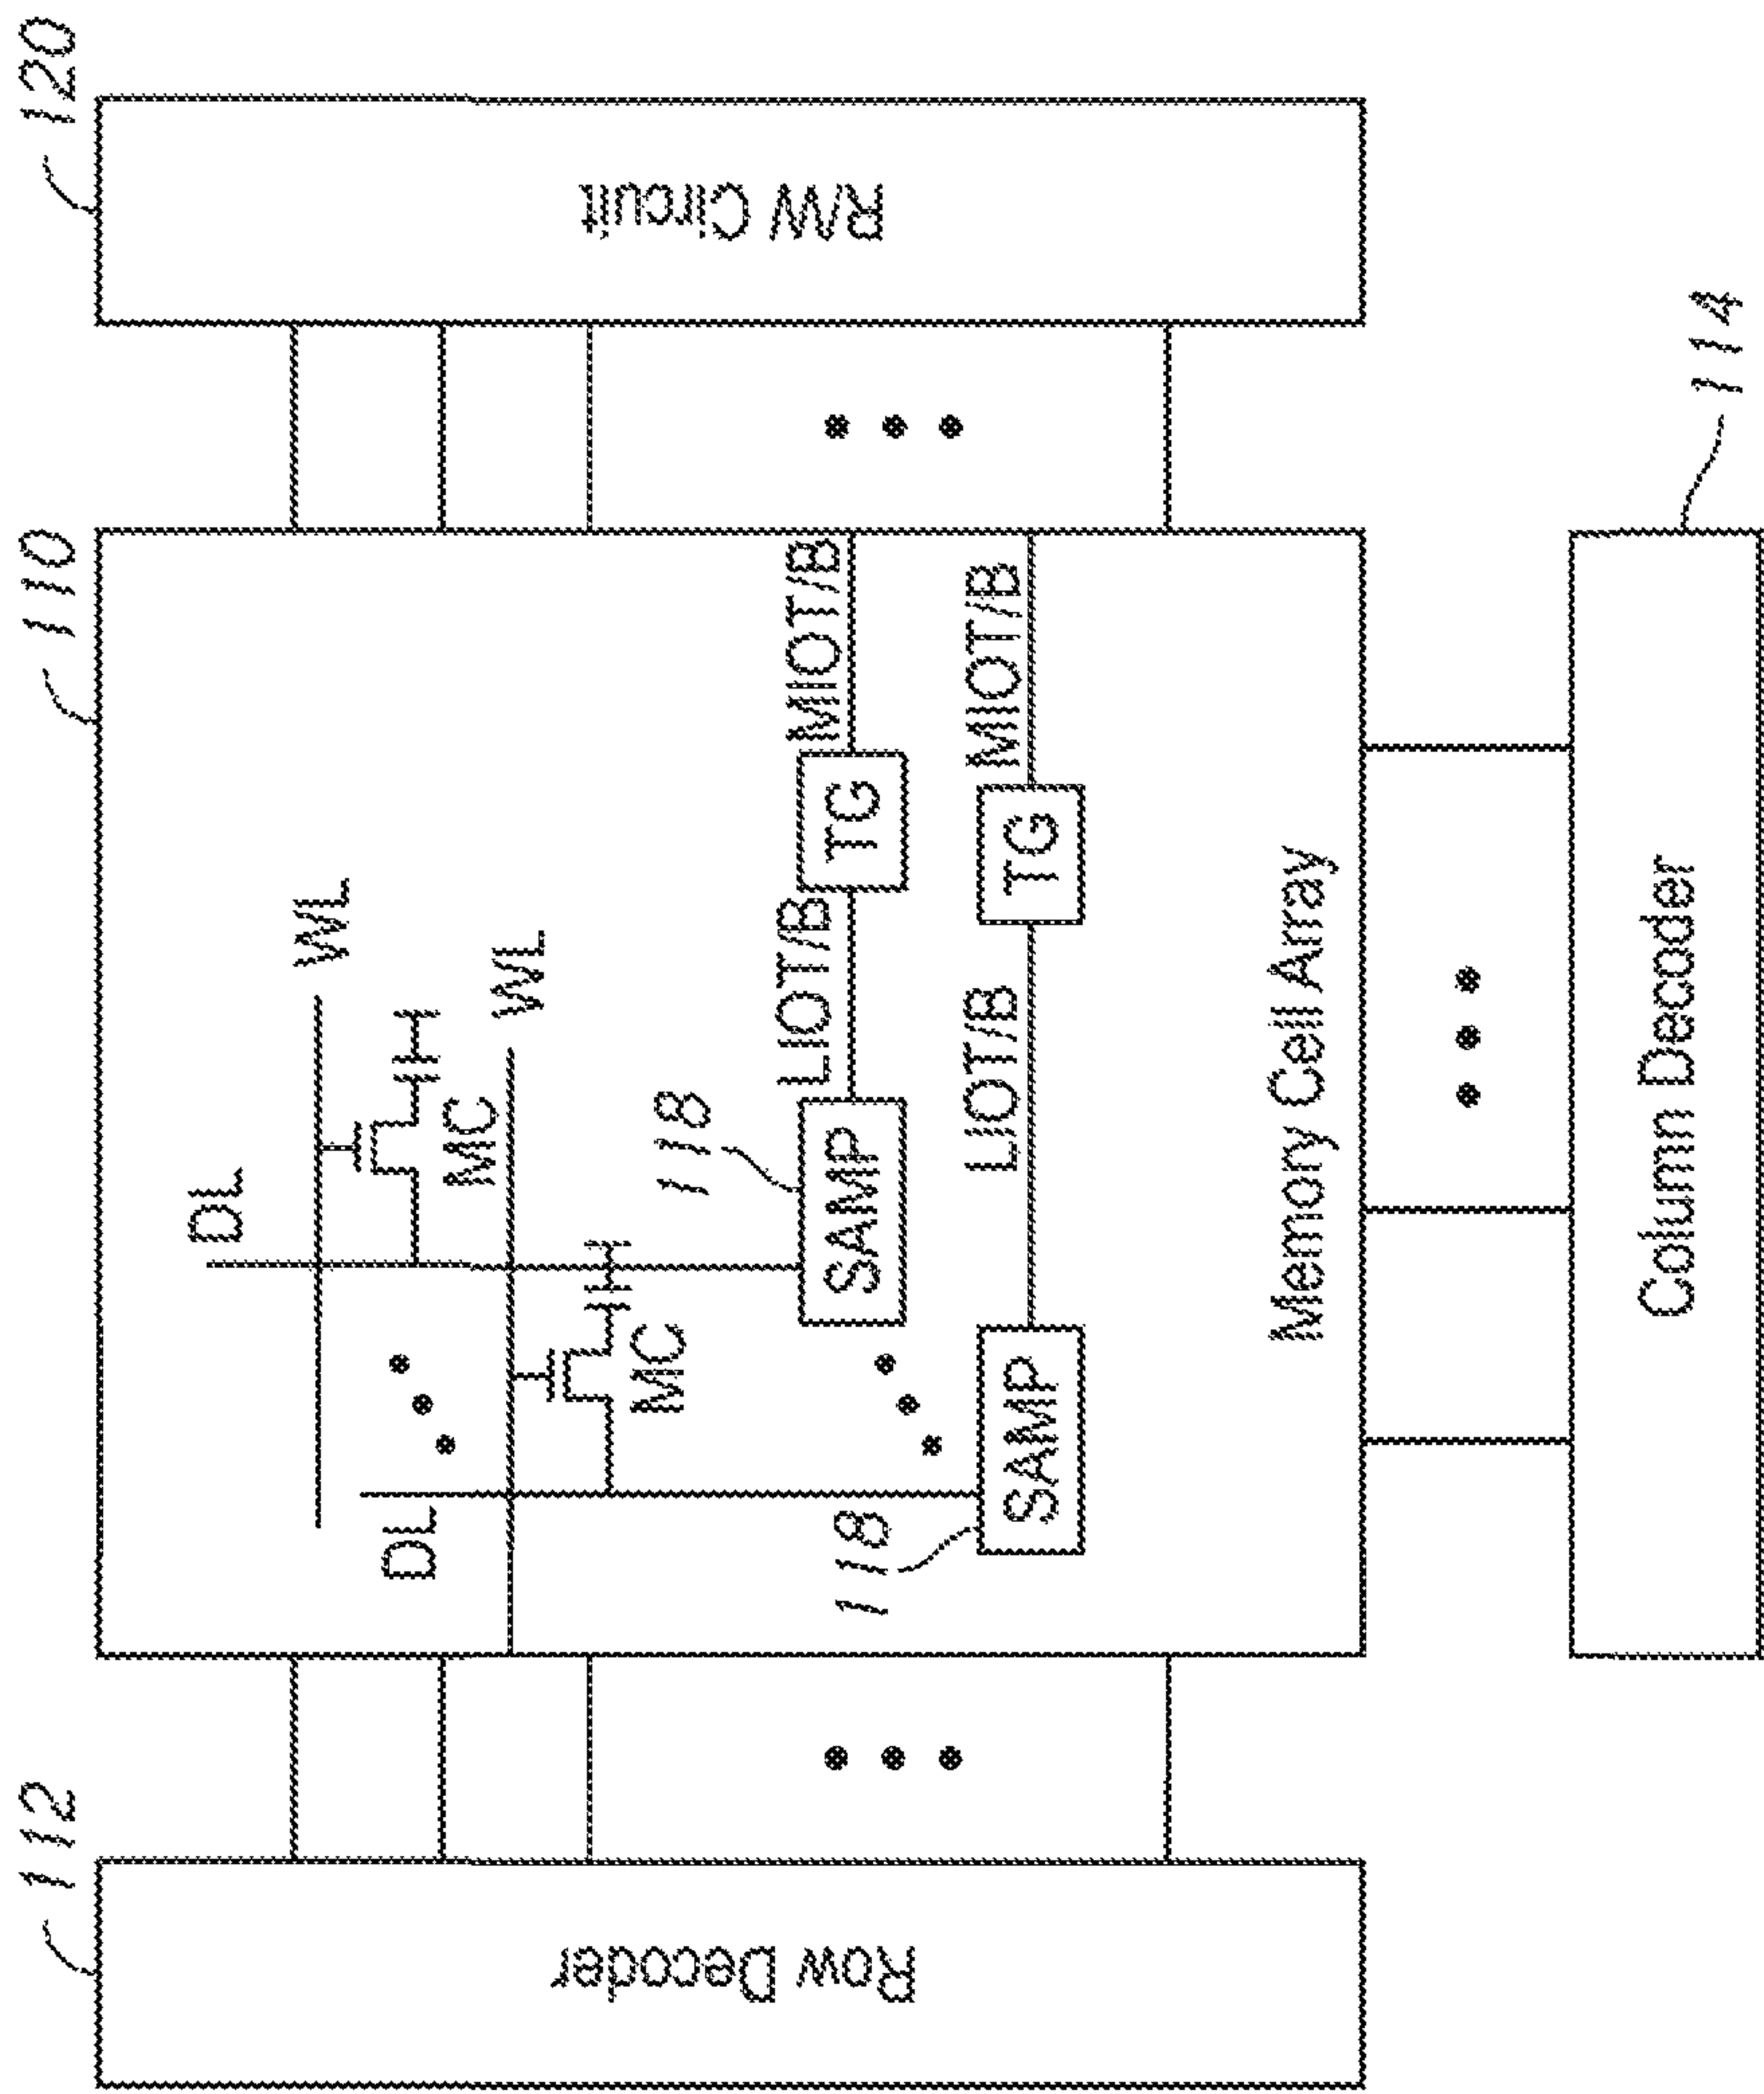 112
110
120
Row Decoder
R/W Circuit
DL
WL
MC
DL
WL
MC
118
SAMP
LIOT/B
TG
MIOT/B
118
SAMP
LIOT/B
TG
MIOT/B
Memory Cell Array
Column Decoder
114